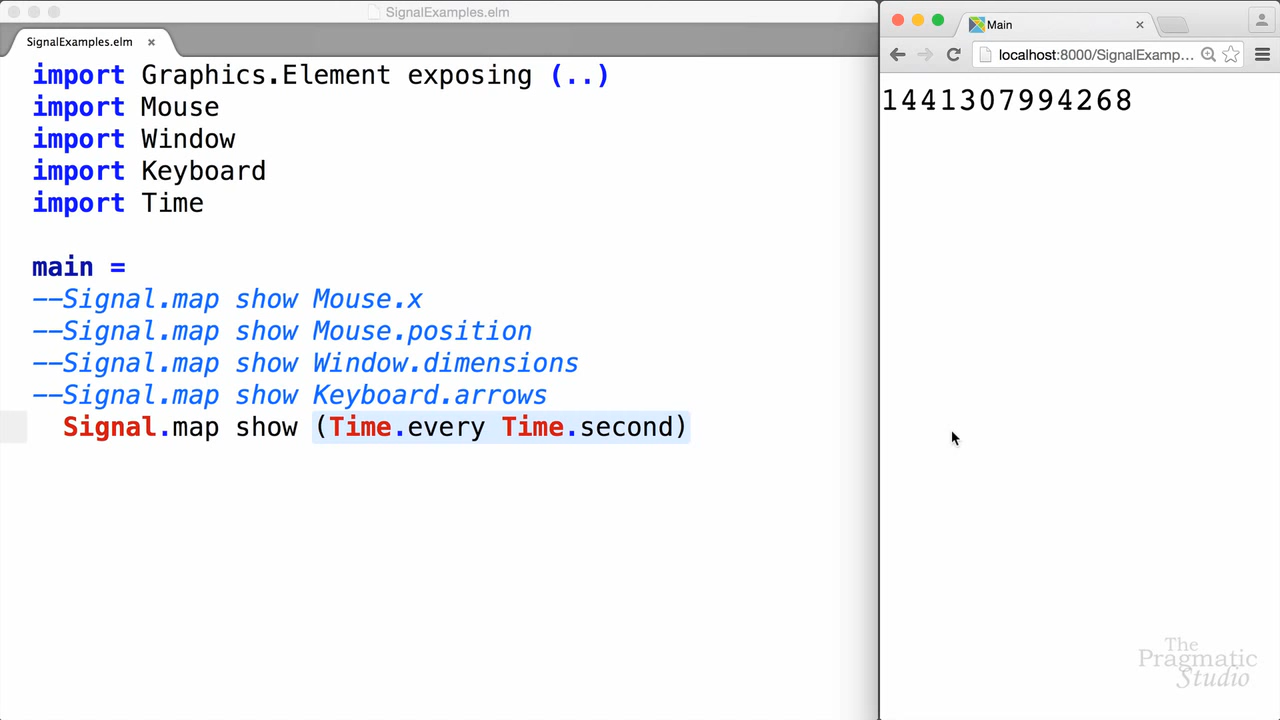 SignalExamples.elm
SignalExamples.elm ×
import Graphics.Element exposing (..)
import Mouse
import Window
import Keyboard
import Time
main =
--Signal.map show Mouse.x
--Signal.map show Mouse.position
--Signal.map show Window.dimensions
--Signal.map show Keyboard.arrows
Signal.map show (Time.every Time.second)
Main ×
localhost:8000/SignalExamp...
1441307994268
The
Pragmatic
Studio